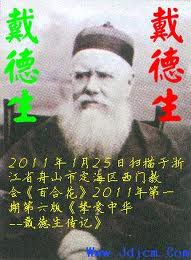 戴德生
戴德生
2011年1月25日扫描于浙
江省舟山市定海区西门教
会《百合花》2011年第一
期第六版《挚爱中华
--戴德生传记》
Www.Jdjcm.Com